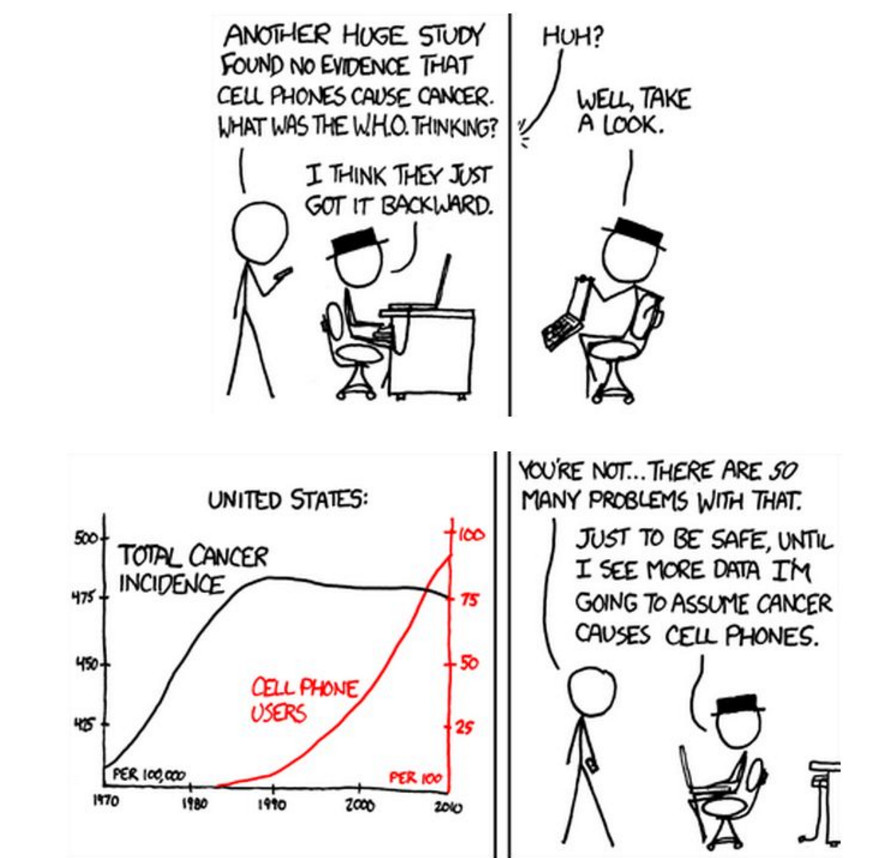 ANOTHER HUGE STUDY
FOUND NO EVIDENCE THAT
CELL PHONES CAUSE CANCER.
WHAT WAS THE W.H.O. THINKING?
I THINK THEY JUST
GOT IT BACKWARD.
HUH?
WELL, TAKE
A LOOK.
UNITED STATES:
500
TOTAL CANCER
INCIDENCE
475
450
425
PER 100,000
100
75
50
25
CELL PHONE
USERS
PER 100
1970
1980
1990
2000
2010
YOU'RE NOT... THERE ARE SO
MANY PROBLEMS WITH THAT.
JUST TO BE SAFE, UNTIL
I SEE MORE DATA I'M
GOING TO ASSUME CANCER
CAUSES CELL PHONES.